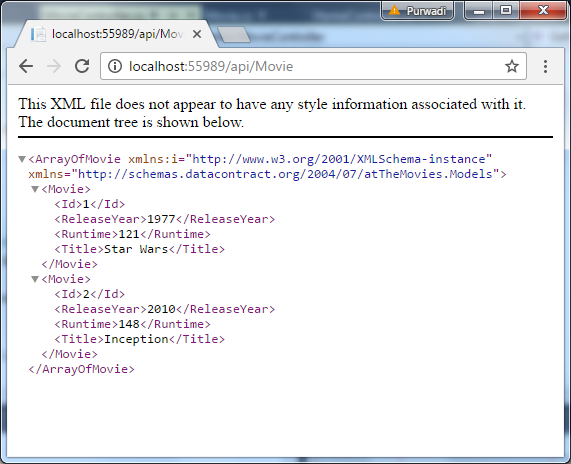 Purwadi
localhost:55989/api/Mov
localhost:55989/api/Movie
This XML file does not appear to have any style information associated with it.
The document tree is shown below.
<ArrayOfMovie xmlns:i="http://www.w3.org/2001/XMLSchema-instance"
xmlns="http://schemas.datacontract.org/2004/07/atTheMovies.Models">
<Movie>
<Id>1</Id>
<ReleaseYear>1977</ReleaseYear>
<Runtime>121</Runtime>
<Title>Star Wars</Title>
</Movie>
<Movie>
<Id>2</Id>
<ReleaseYear>2010</ReleaseYear>
<Runtime>148</Runtime>
<Title>Inception</Title>
</Movie>
</ArrayOfMovie>